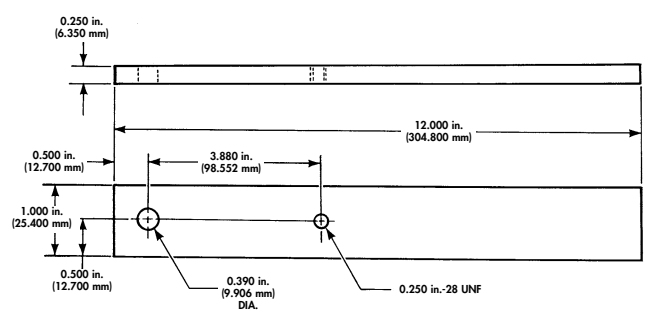 0.250 in.
(6.350 mm)
12.000 in.
(304.800 mm)
0.500 in.
(12.700 mm)
3.880 in.
(98.552 mm)
1.000 in.
(25.400 mm)
0.500 in.
(12.700 mm)
0.390 in.
(9.906 mm)
DIA.
0.250 in.-28 UNF